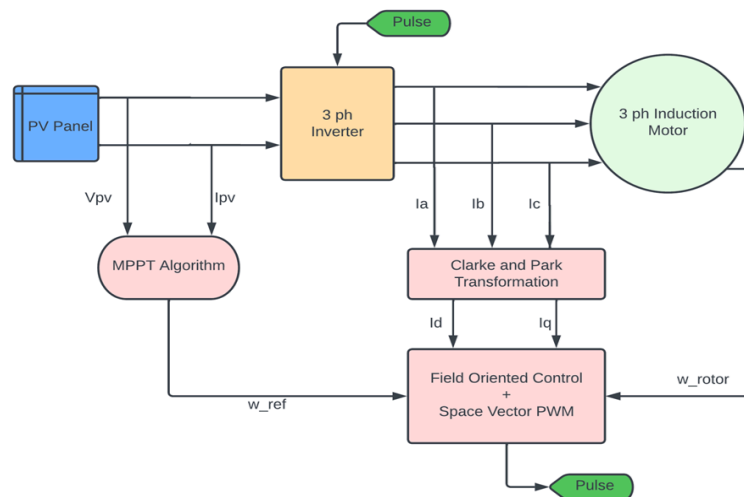 Pulse
PV Panel
3 ph
Inverter
3 ph Induction
Motor
Vpv
Ipv
Ia
Ib
Ic
MPPT Algorithm
Clarke and Park
Transformation
Id
Iq
Field Oriented Control
+
Space Vector PWM
w_ref
w_rotor
Pulse